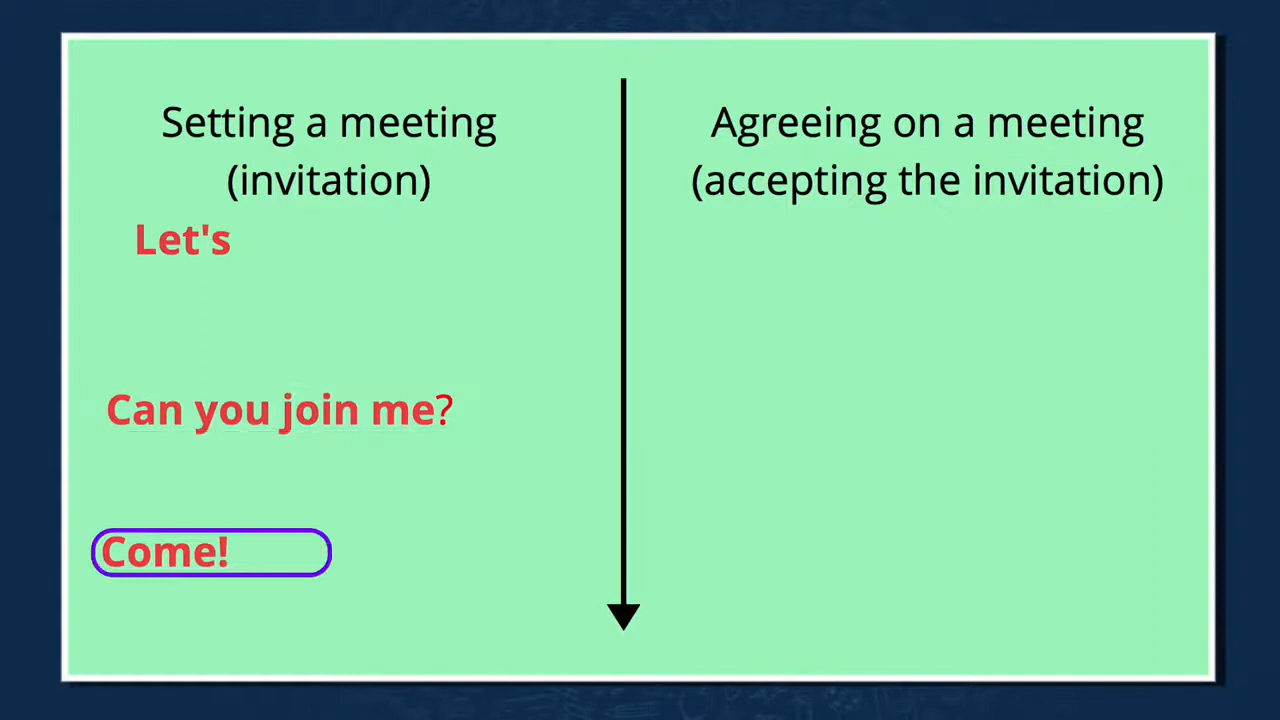 Setting a meeting
(invitation)
Let's
Can you join me?
Come!
Agreeing on a meeting
(accepting the invitation)